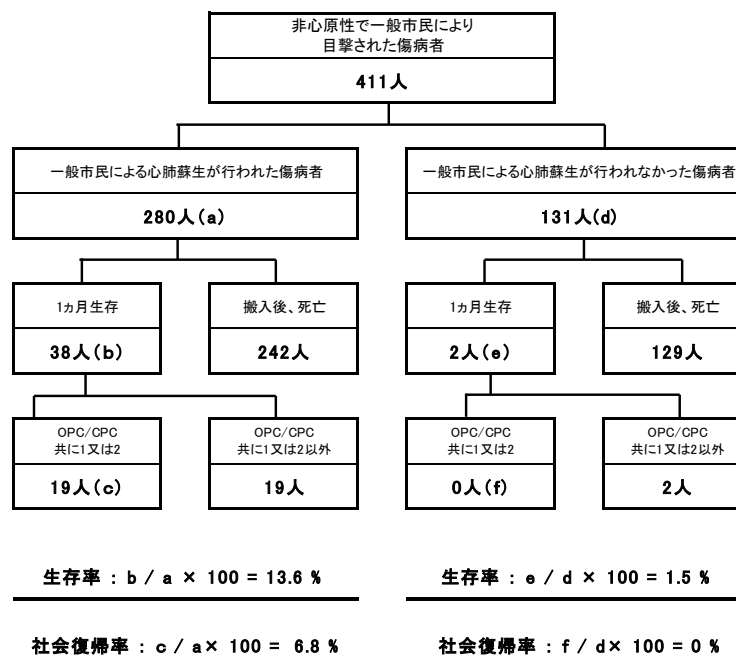 非心原性で一般市民により
目撃された傷病者
411人
一般市民による心肺蘇生が行われた傷病者
280人(a)
一般市民による心肺蘇生が行われなかった傷病者
131人(d)
1ヵ月生存
38人(b)
搬入後、死亡
242人
1ヵ月生存
2人(e)
搬入後、死亡
129人
OPC/CPC
共に1又は2
19人(c)
OPC/CPC
共に1又は2以外
19人
OPC/CPC
共に1又は2
0人(f)
OPC/CPC
共に1又は2以外
2人
生存率 : b / a × 100 = 13.6 %
生存率 : e / d × 100 = 1.5 %
社会復帰率 : c / a× 100 = 6.8 %
社会復帰率 : f / d× 100 = 0 %